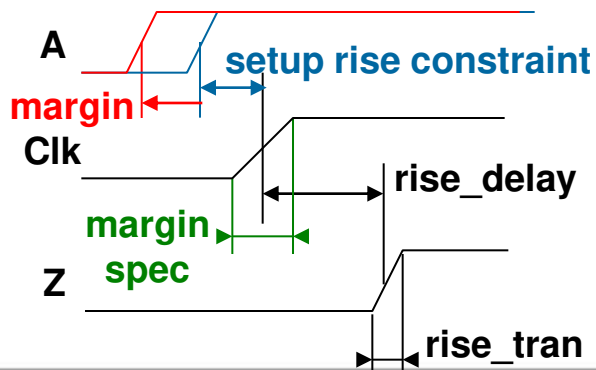 A
setup rise constraint
margin
Clk
rise_delay
margin
spec
Z
rise_tran